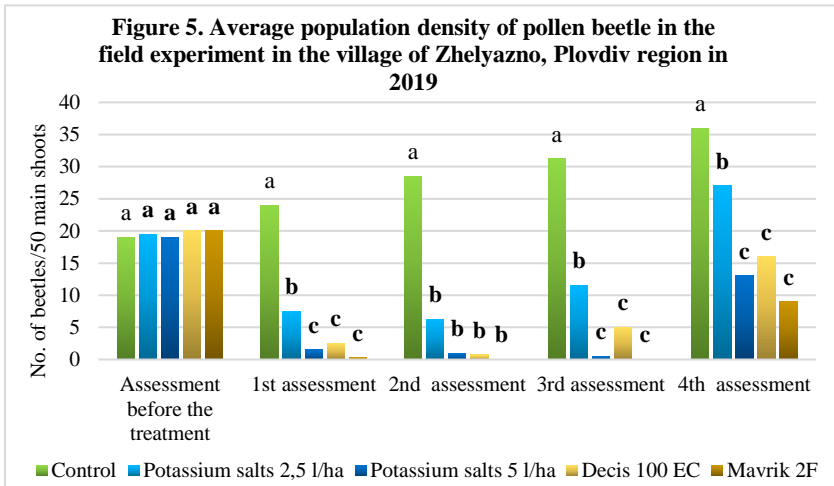 Figure 5. Average population density of pollen beetle in the
field experiment in the village of Zhelyazno, Plovdiv region in
2019
No. of beetles/50 main shoots
40
35
30
25
20
15
10
5
0
a a a a a
a b c c c
a b b b b
a b c c c
a b c c c
Assessment
before the
treatment
1st assessment
2nd assessment
3rd assessment
4th assessment
Control Potassium salts 2,5 l/ha Potassium salts 5 l/ha Decis 100 EC Mavrik 2F